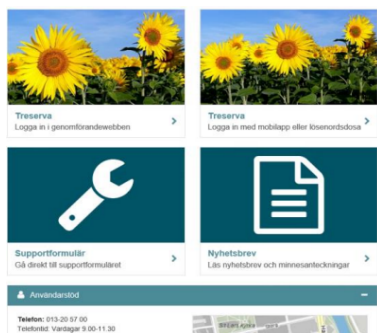 Treserva
Logga in i genomförandewebben
Treserva
Logga in med mobilapp eller lösenordsdosa
Supportformulär
Gå direkt till supportformuläret
Nyhetsbrev
Läs nyhetsbrev och minnesanteckningar
Användarstöd
Telefon: 013-20 57 00
Telefontid: Vardagar 9.00-11.30